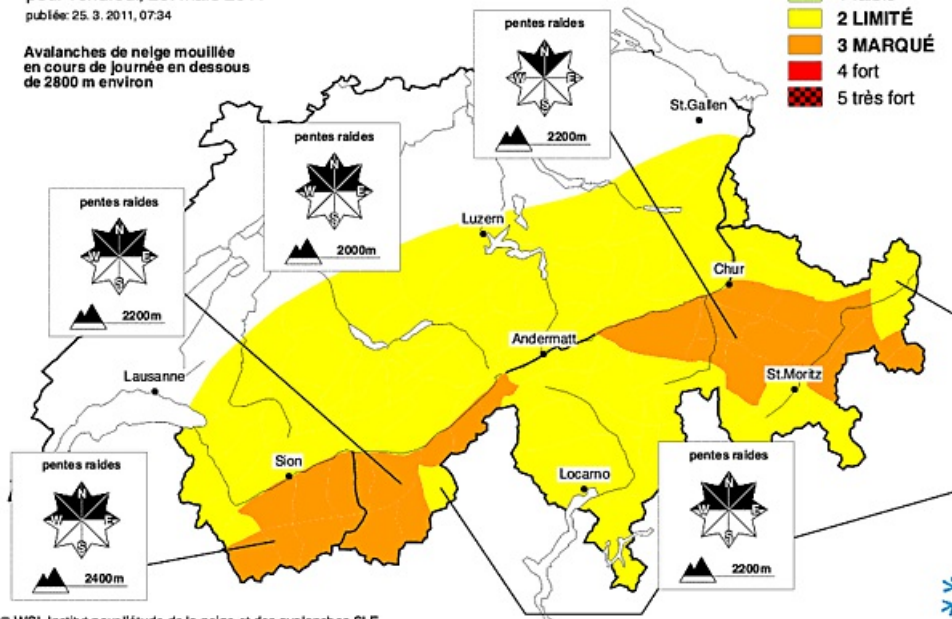 publiée: 25. 3. 2011, 07:34
Avalanches de neige mouillée
en cours de journée en dessous
de 2800 m environ
2 LIMITÉ
3 MARQUÉ
4 fort
5 très fort
pentes raides
N
W E
S
2200m
St.Gallen
pentes raides
N
W E
S
2000m
pentes raides
N
W E
S
2200m
Luzern
Chur
Andermatt
Lausanne
St.Moritz
Sion
Locarno
pentes raides
N
W E
S
2400m
pentes raides
N
W E
S
2200m